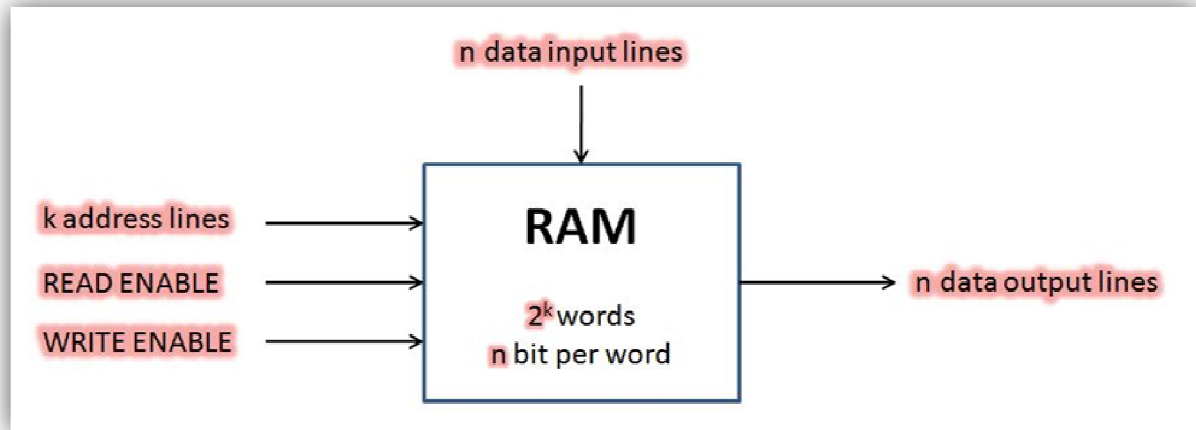 n data input lines
k address lines
READ ENABLE
WRITE ENABLE
RAM
2ᵏ words
n bit per word
n data output lines